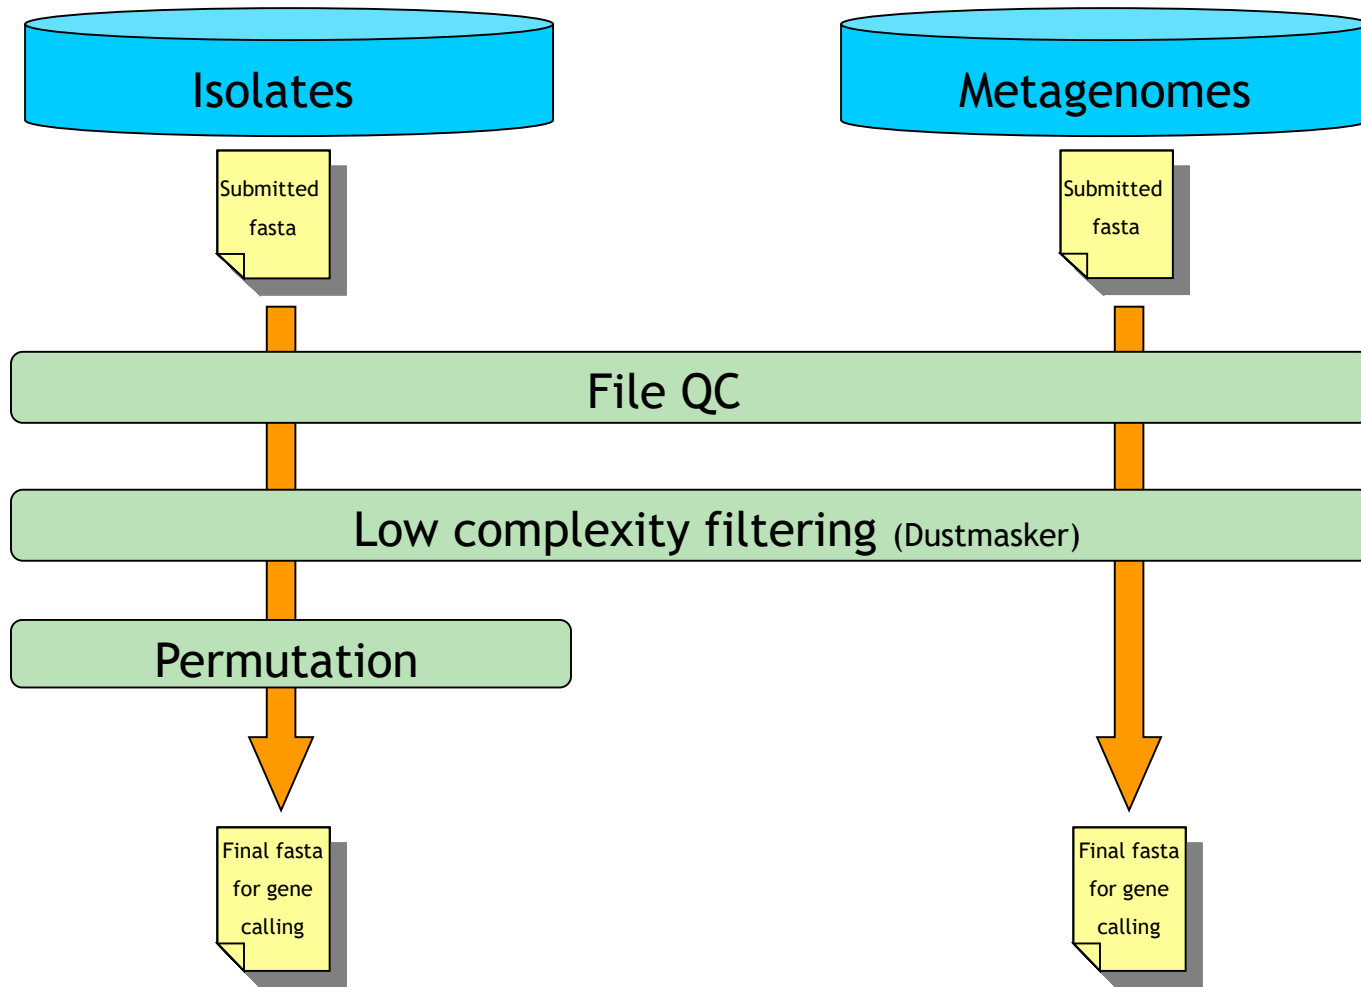 Isolates
Metagenomes
Submitted
fasta
Submitted
fasta
File QC
Low complexity filtering (Dustmasker)
Permutation
Final fasta
for gene
calling
Final fasta
for gene
calling